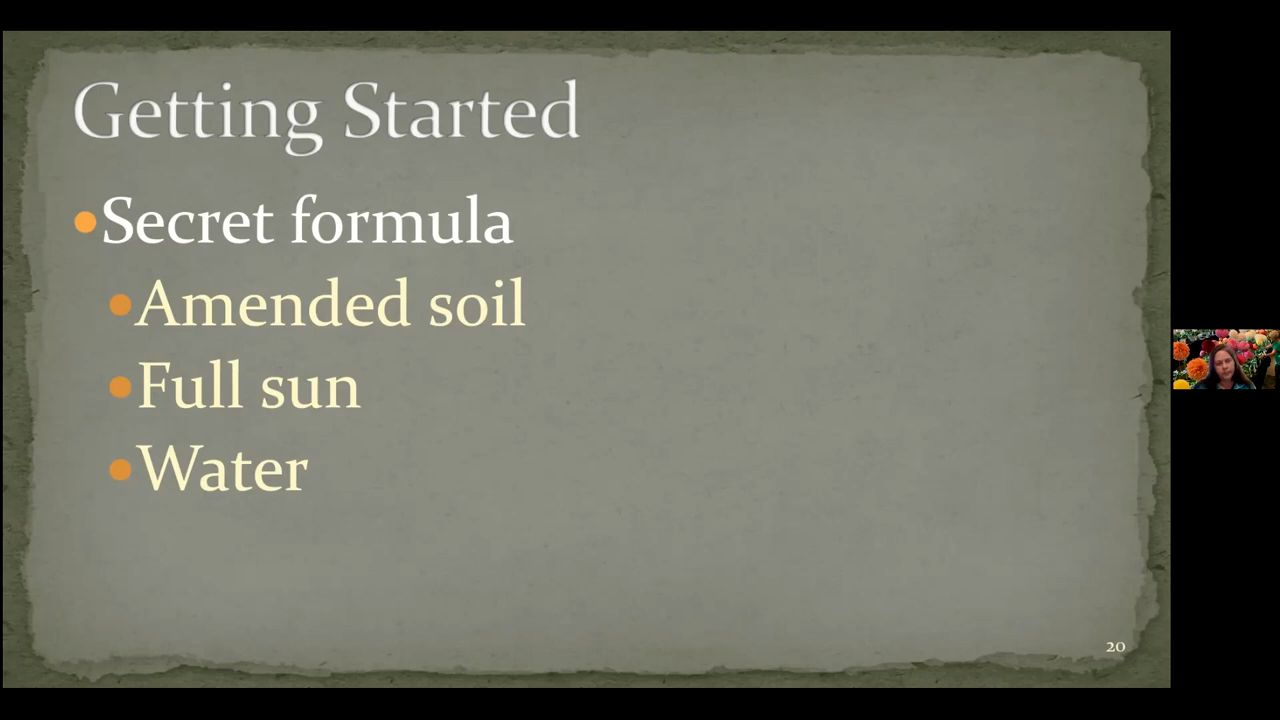 Getting Started
•Secret formula
•Amended soil
•Full sun
•Water
20